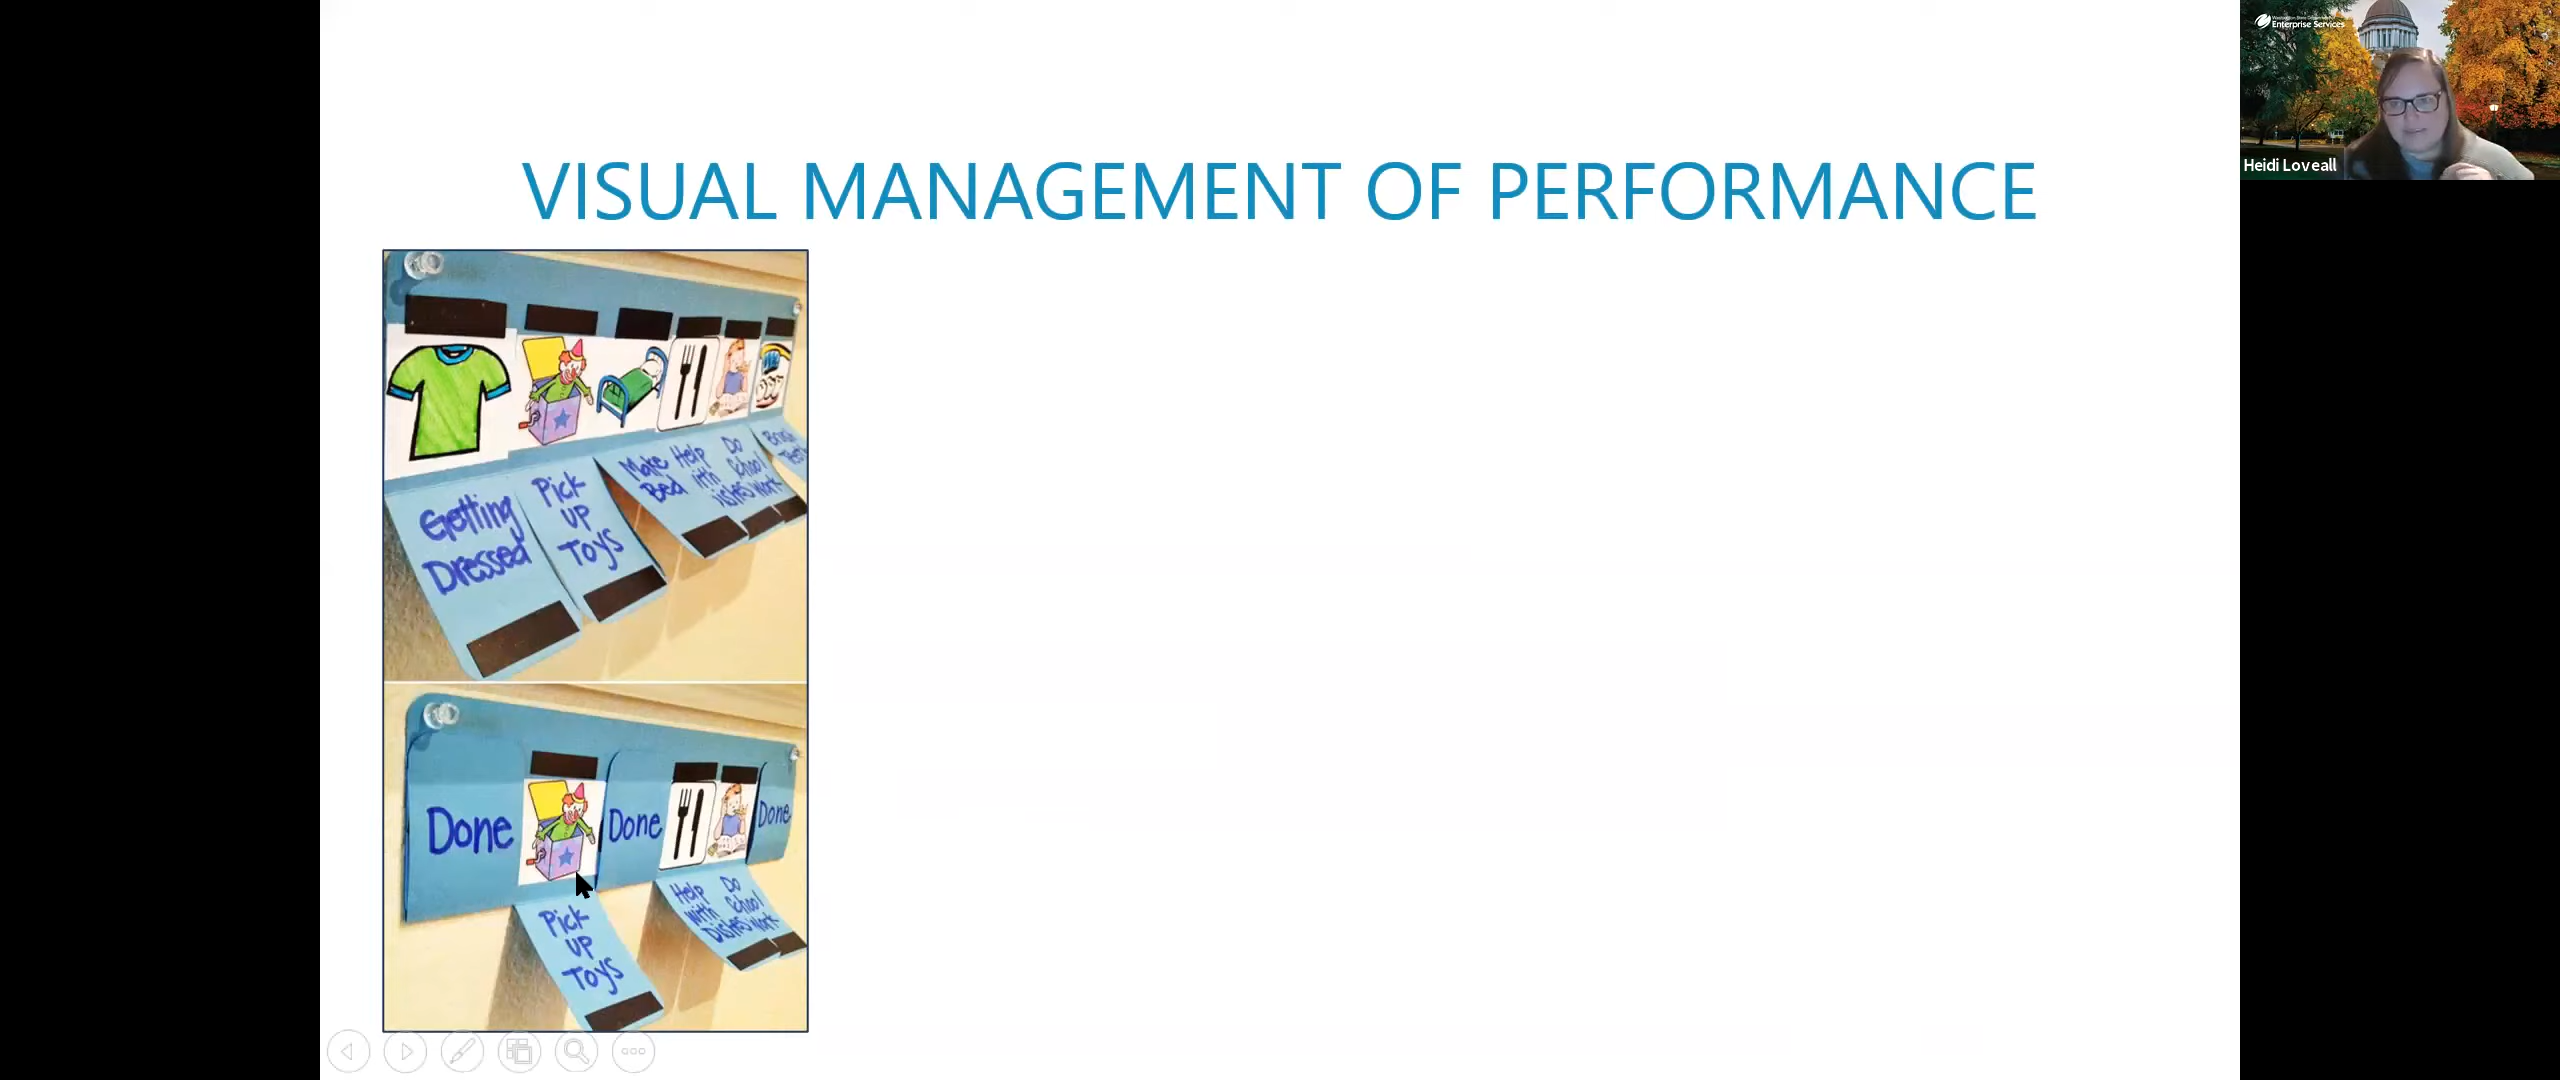 Enterprise Services
Heidi Loveall
VISUAL MANAGEMENT OF PERFORMANCE
Getting
Dressed
Pick
UP
Toys
Make
Bed
Help
with
Dishes
Do
School
Work
Done
Done
Done
Pick
UP
Toys
Help
with
Dishes
Do
School
Work